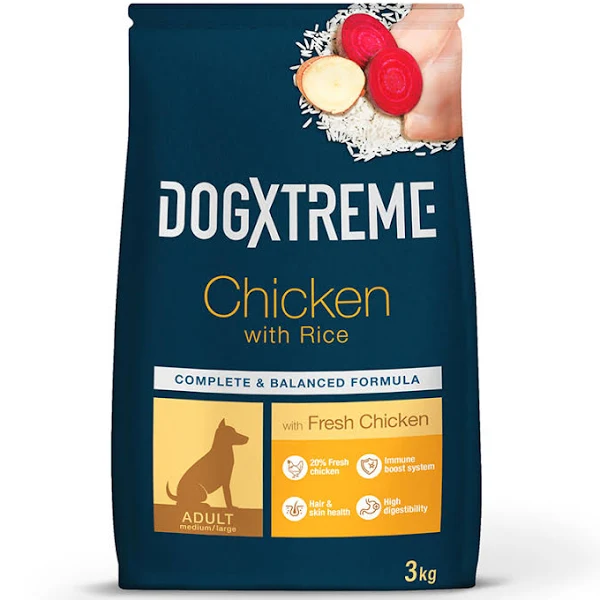 DOGXTREME
Chicken
with Rice
COMPLETE & BALANCED FORMULA
with Fresh Chicken
20% Fresh
chicken
Immune
boost system
Hair &
skin health
High
digestibility
ADULT
medium/large
3kg